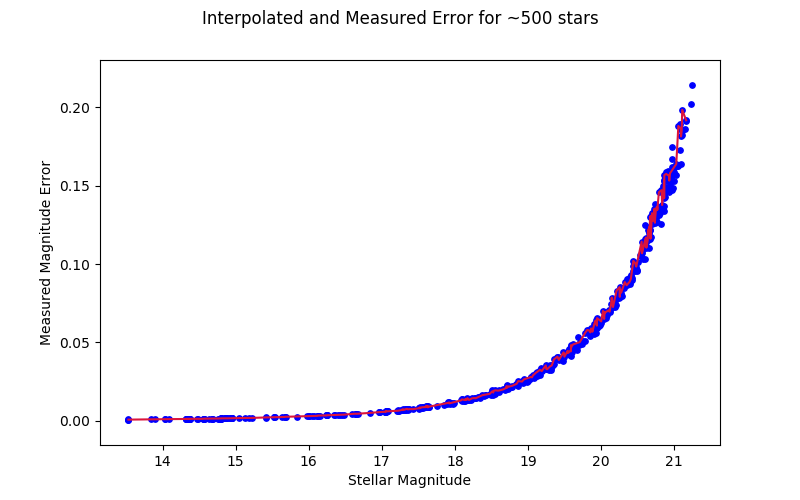 Interpolated and Measured Error for ~500 stars
0.20
0.15
0.10
0.05
0.00
Measured Magnitude Error
14 15 16 17 18 19 20 21
Stellar Magnitude